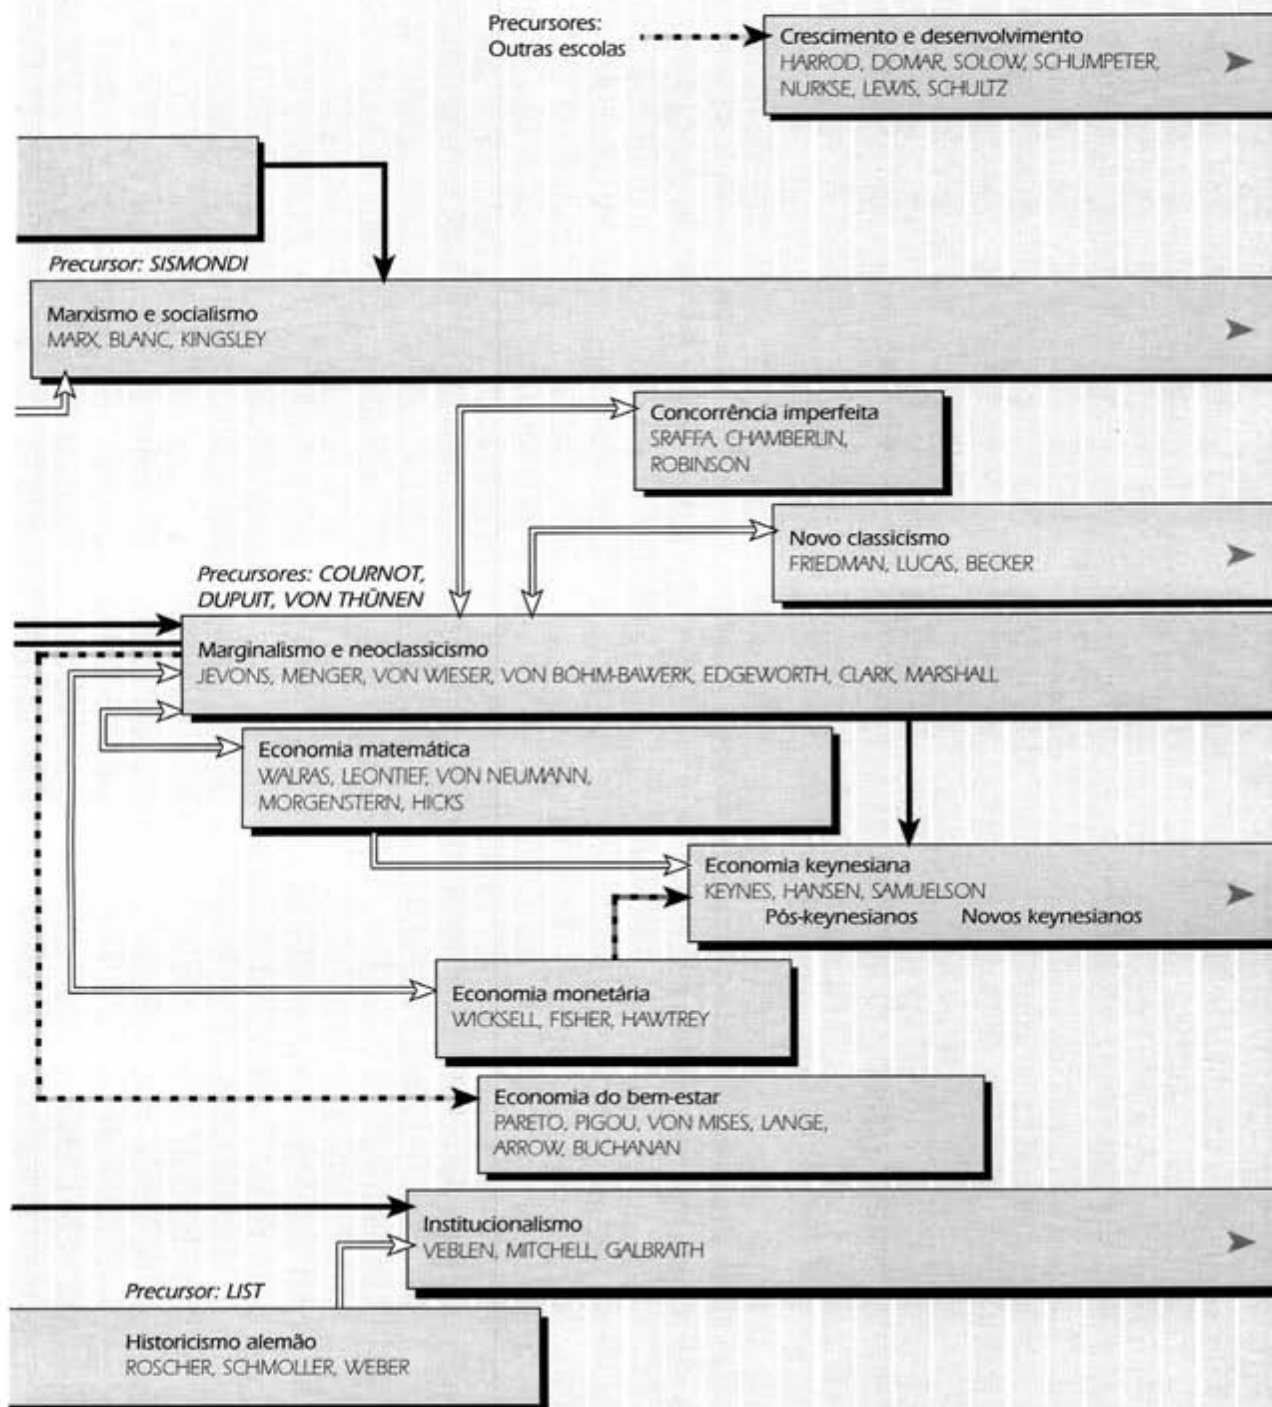 Precursores:
Outras escolas
Crescimento e desenvolvimento
HARROD, DOMAR, SOLOW, SCHUMPETER,
NURKSE, LEWIS, SCHULTZ
Precursor: SISMONDI
Marxismo e socialismo
MARX, BLANC, KINGSLEY
Concorrência imperfeita
SRAFFA, CHAMBERLIN,
ROBINSON
Novo classicismo
FRIEDMAN, LUCAS, BECKER
Precursores: COURNOT,
DUPUIT, VON THÜNEN
Marginalismo e neoclassicismo
JEVONS, MENGER, VON WIESER, VON BÖHM-BAWERK, EDGEWORTH, CLARK, MARSHALL
Economia matemática
WALRAS, LEONTIEF, VON NEUMANN,
MORGENSTERN, HICKS
Economia keynesiana
KEYNES, HANSEN, SAMUELSON
Pós-keynesianos Novos keynesianos
Economia monetária
WICKSELL, FISHER, HAWTREY
Economia do bem-estar
PARETO, PIGOU, VON MISES, LANGE,
ARROW, BUCHANAN
Institucionalismo
VEBLEN, MITCHELL, GALBRAITH
Precursor: LIST
Historicismo alemão
ROSCHER, SCHMOLLER, WEBER